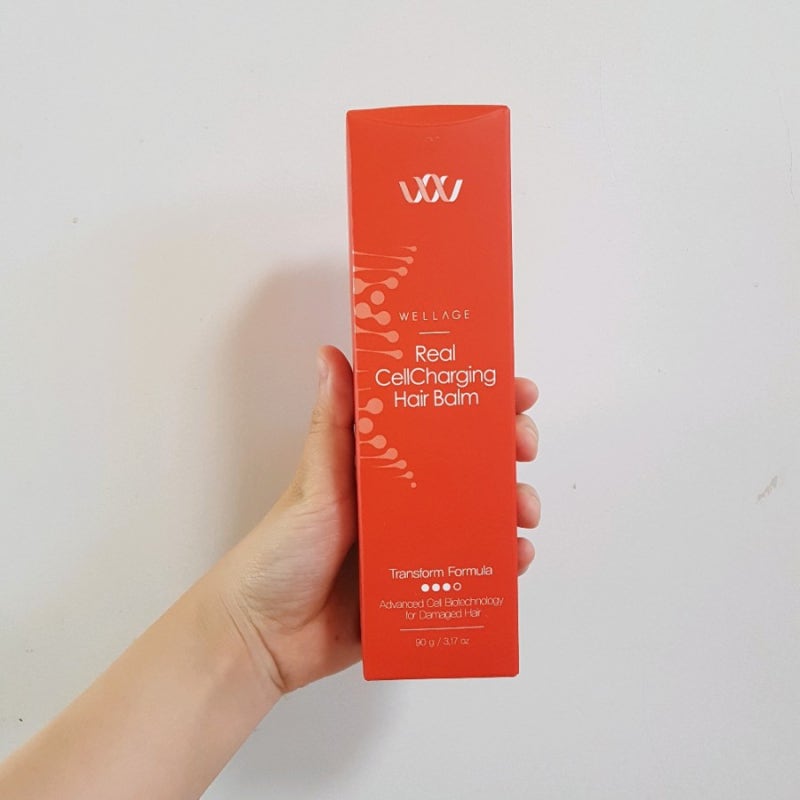 WELLAGE
Real
CellCharging
Hair Balm
Transform Formula
Advanced Cell Biotechnology
for Damaged Hair
90 g / 3,17 oz